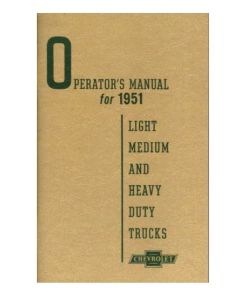 OPERATOR'S MANUAL
for 1951
LIGHT
MEDIUM
AND
HEAVY
DUTY
TRUCKS
CHEVROLET